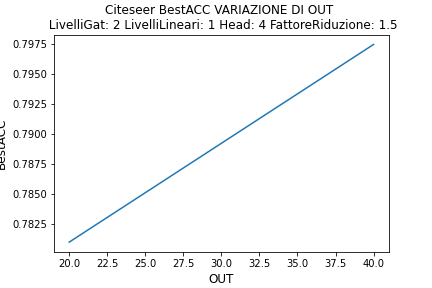 Citeseer BestACC VARIAZIONE DI OUT
LivelliGat: 2 LivelliLineari: 1 Head: 4 FattoreRiduzione: 1.5
BestACC
0.7975
0.7950
0.7925
0.7900
0.7875
0.7850
0.7825
20.0 22.5 25.0 27.5 30.0 32.5 35.0 37.5 40.0
OUT